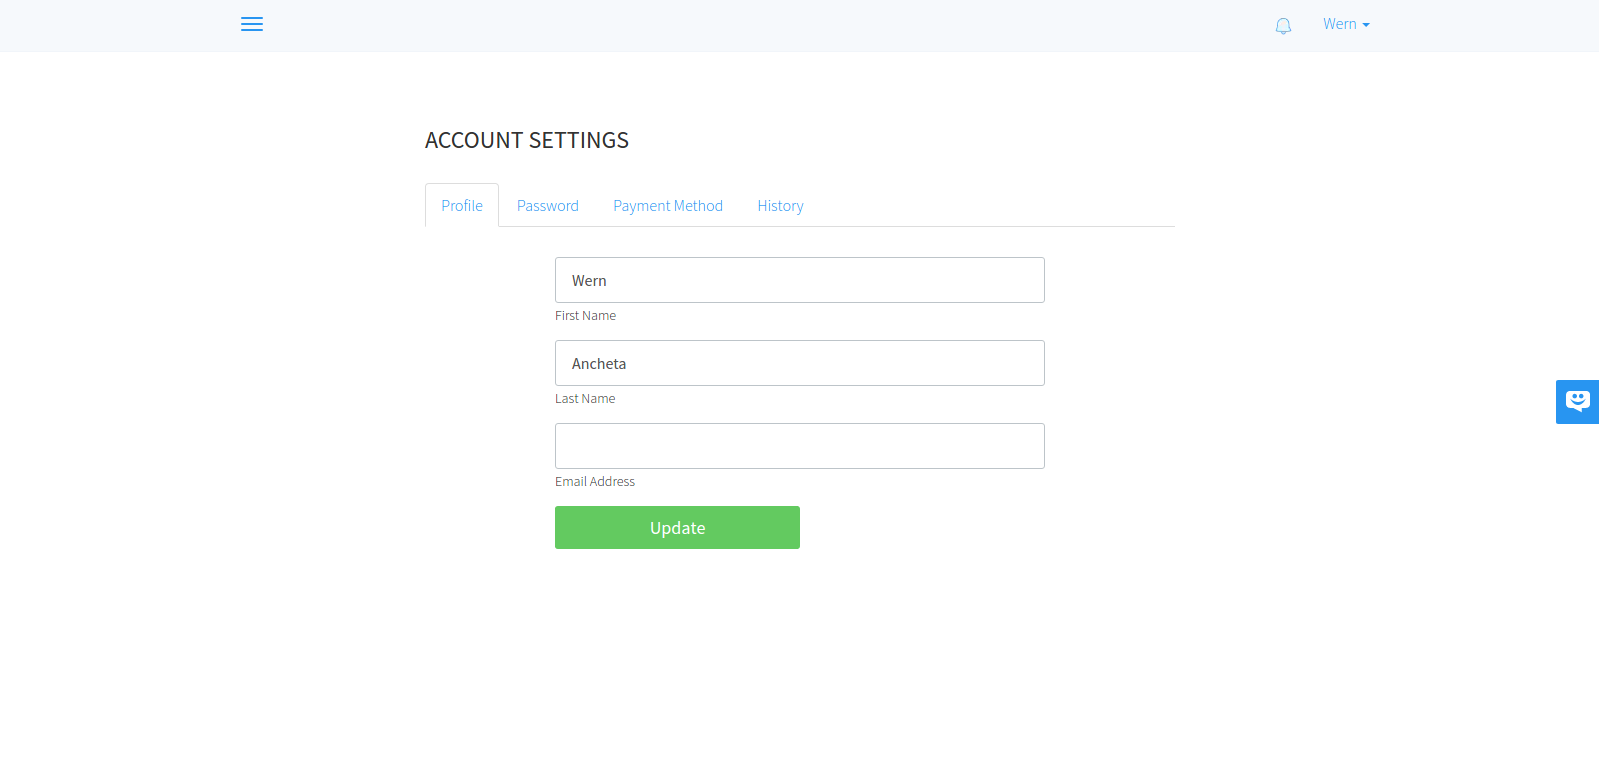 Wern
ACCOUNT SETTINGS
Profile Password Payment Method History
Wern
First Name
Ancheta
Last Name
Email Address
Update